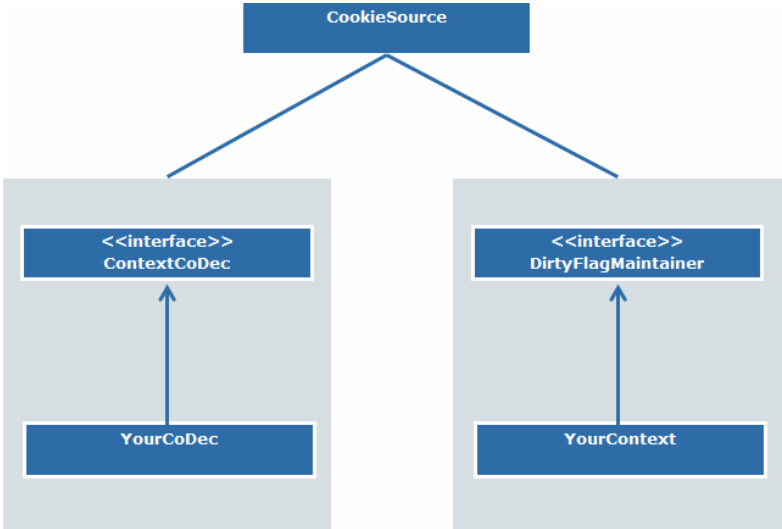 CookieSource
<<interface>>
ContextCoDec
<<interface>>
DirtyFlagMaintainer
YourCoDec
YourContext